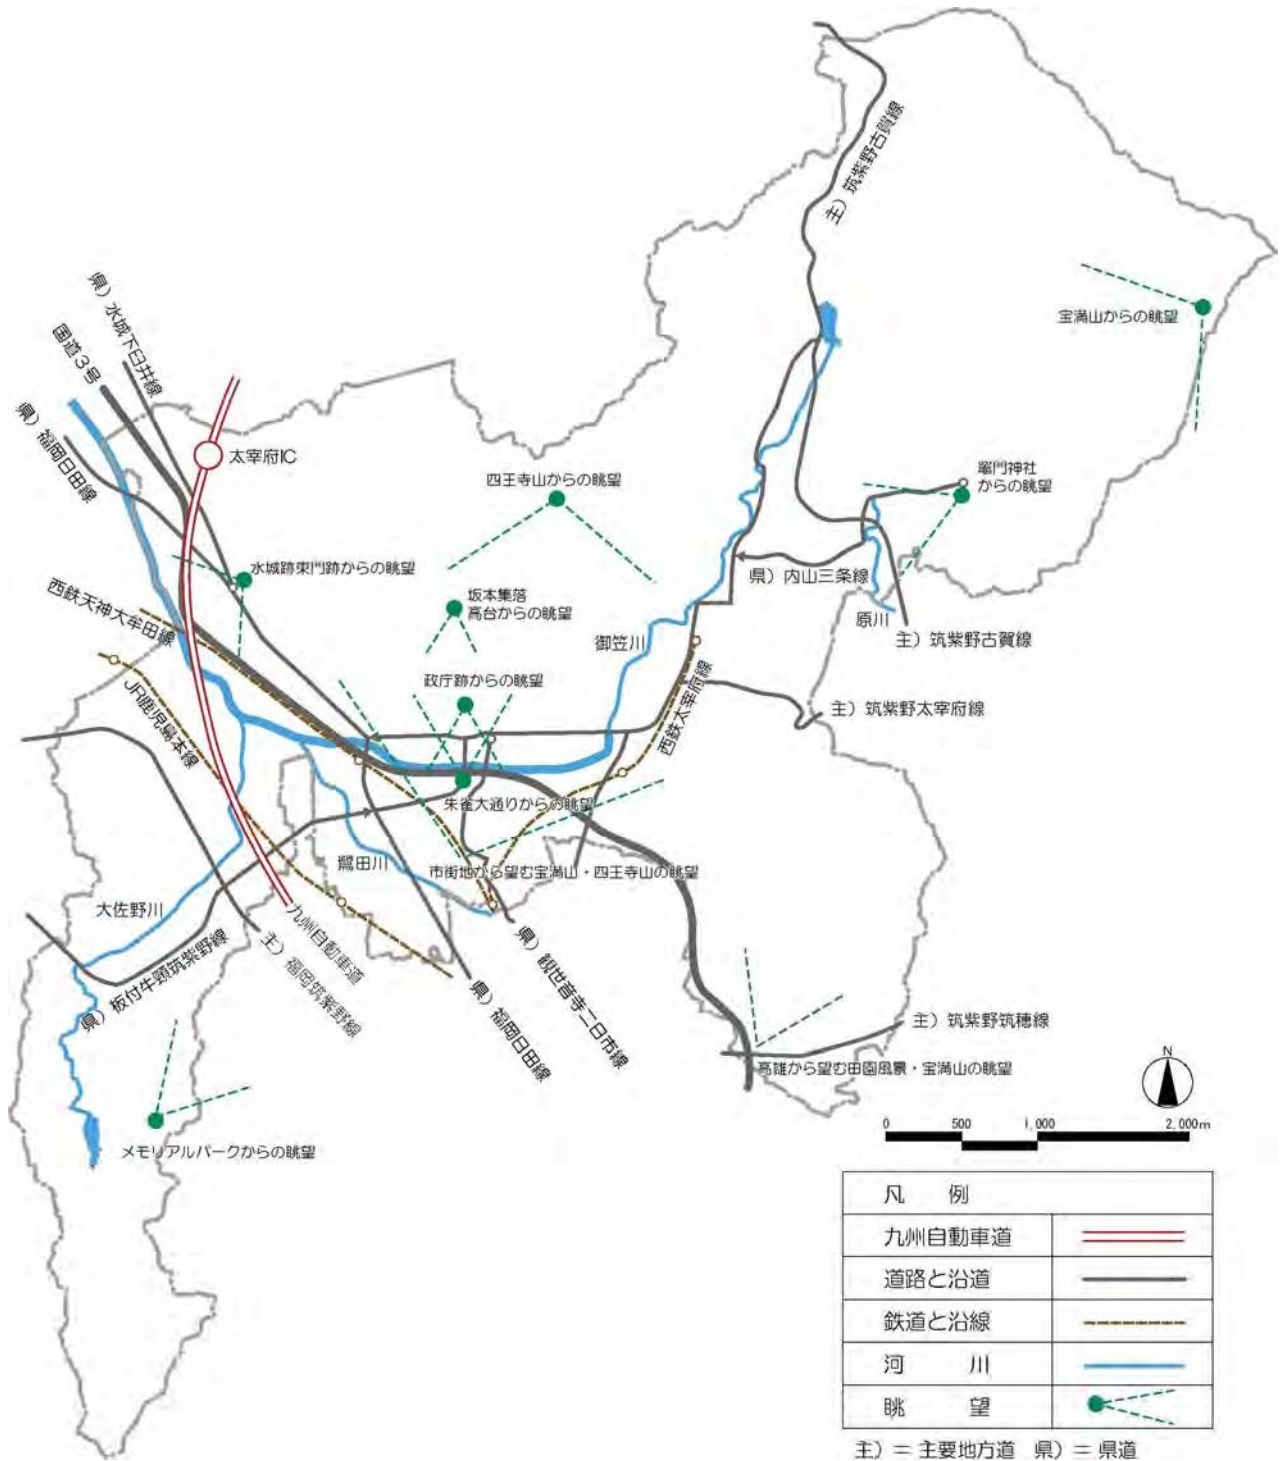 主）筑紫野古賀線
宝満山からの眺望
県）水城下臼井線
国道3号
県）福岡日田線
太宰府IC
四王寺山からの眺望
竈門神社
からの眺望
水城跡東門跡からの眺望
県）内山三条線
坂本集落
高台からの眺望
西鉄天神大牟田線
御笠川
原川
主）筑紫野古賀線
JR鹿児島本線
政庁跡からの眺望
西鉄太宰府線
主）筑紫野太宰府線
朱雀大通りからの眺望
鷺田川
市街地から望む宝満山・四王寺山の眺望
大佐野川
九州自動車道
県）板付牛頸筑紫野線
主）福岡筑紫野線
県）福岡日田線
県）観世音寺二日市線
主）筑紫野筑穂線
高雄から望む田園風景・宝満山の眺望
メモリアルパークからの眺望
N
0 500 1,000 2,000m
凡 例
九州自動車道
道路と沿道
鉄道と沿線
河 川
眺 望
主）＝ 主要地方道 県）＝ 県道